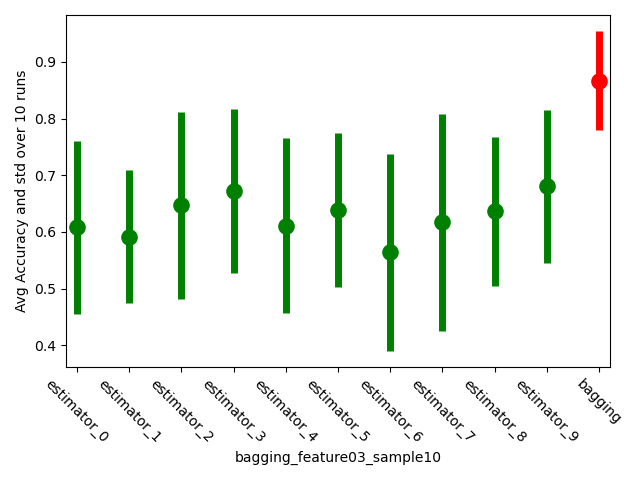 Avg Accuracy and std over 10 runs
0.9
0.8
0.7
0.6
0.5
0.4
estimator_0
estimator_1
estimator_2
estimator_3
estimator_4
estimator_5
estimator_6
estimator_7
estimator_8
estimator_9
bagging
bagging_feature03_sample10